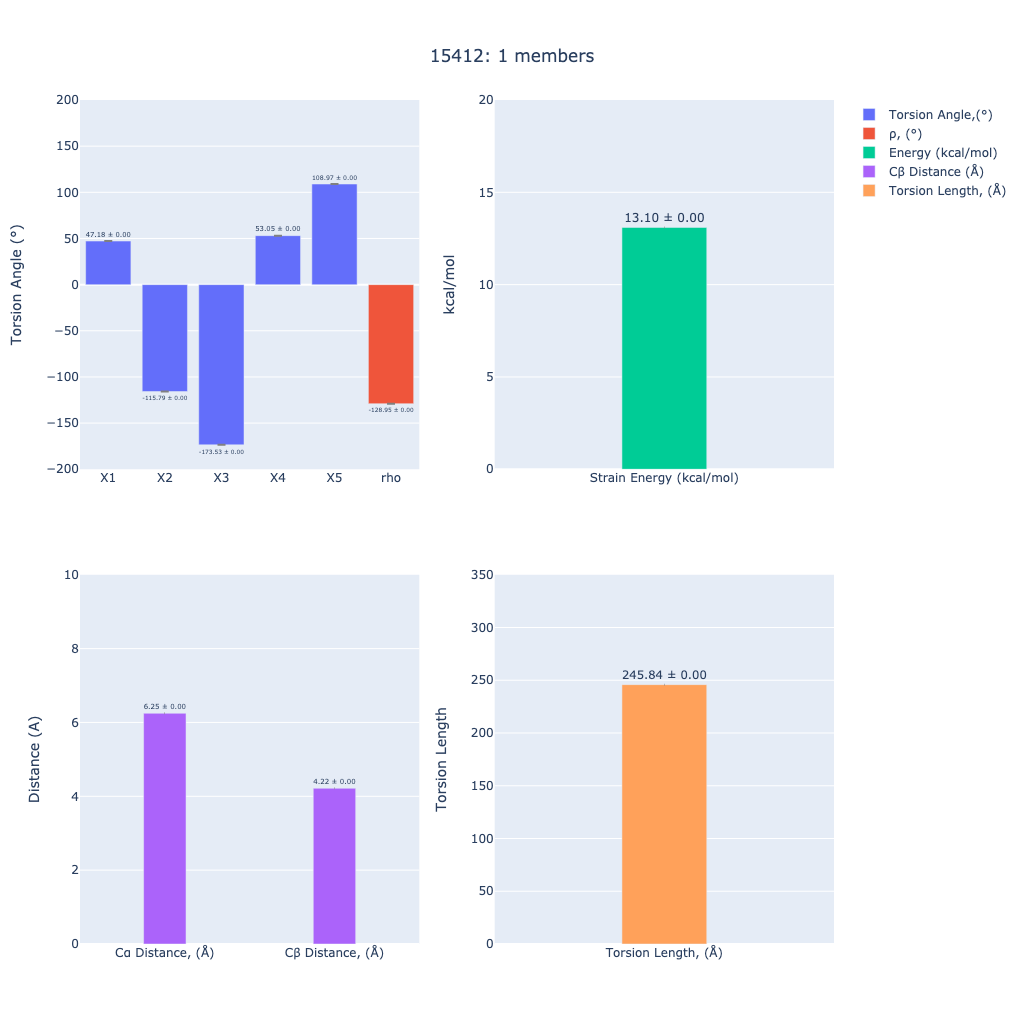 15412: 1 members
Torsion Angle (°)
200
150
100
50
0
−50
−100
−150
−200
47.18 ± 0.00
-115.79 ± 0.00
-173.53 ± 0.00
53.05 ± 0.00
108.97 ± 0.00
-128.95 ± 0.00
X1 X2 X3 X4 X5 rho
kcal/mol
20
15
10
5
0
13.10 ± 0.00
Strain Energy (kcal/mol)
Torsion Angle,(°)
ρ, (°)
Energy (kcal/mol)
Cβ Distance (Å)
Torsion Length, (Å)
Distance (A)
10
8
6
4
2
0
6.25 ± 0.00
4.22 ± 0.00
Cα Distance, (Å) Cβ Distance, (Å)
Torsion Length
350
300
250
200
150
100
50
0
245.84 ± 0.00
Torsion Length, (Å)